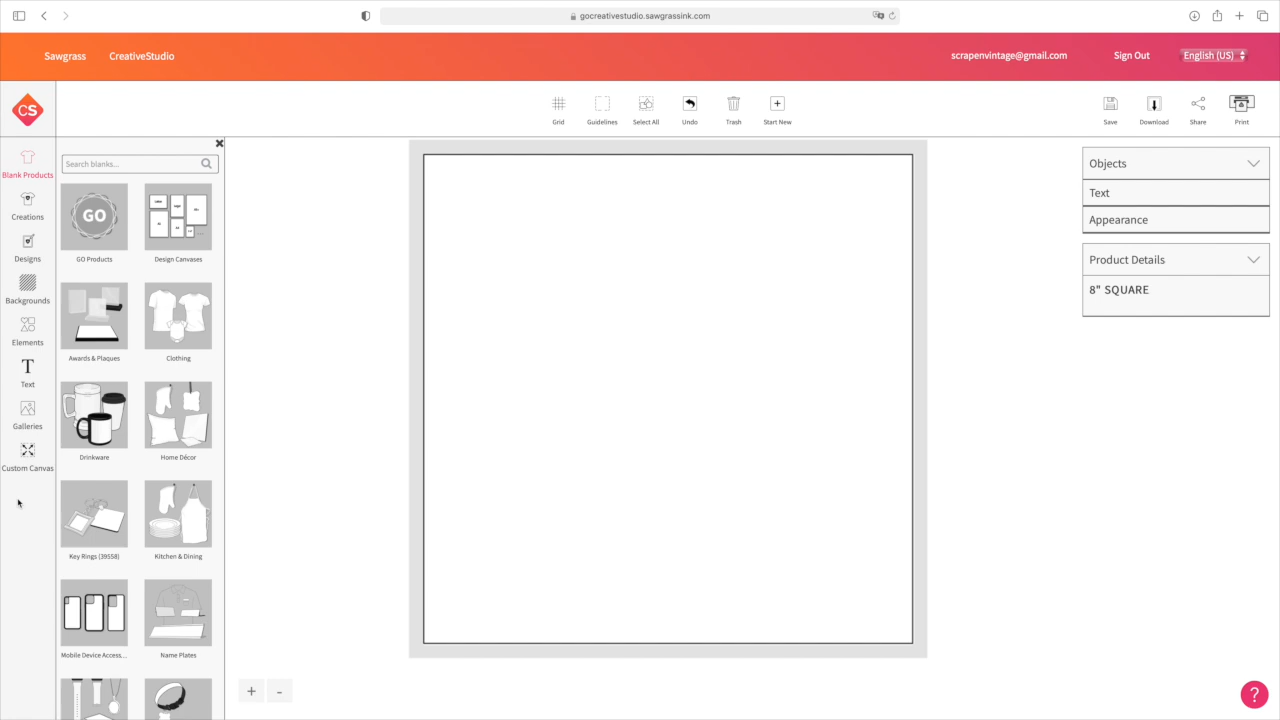 gocreativestudio.sawgrassink.com
Sawgrass
CreativeStudio
scrapenvintage@gmail.com
Sign Out
English (US)
CS
Grid
Guidelines
Select All
Undo
Trash
Start New
Save
Download
Share
Print
Blank Products
Creations
Designs
Backgrounds
Elements
T
Text
Galleries
Custom Canvas
Search blanks...
GO
GO Products
Design Canvases
Awards & Plaques
Clothing
Drinkware
Home Décor
Key Rings (39558)
Kitchen & Dining
Mobile Device Access...
Name Plates
Objects
Text
Appearance
Product Details
8" SQUARE
+
-
?